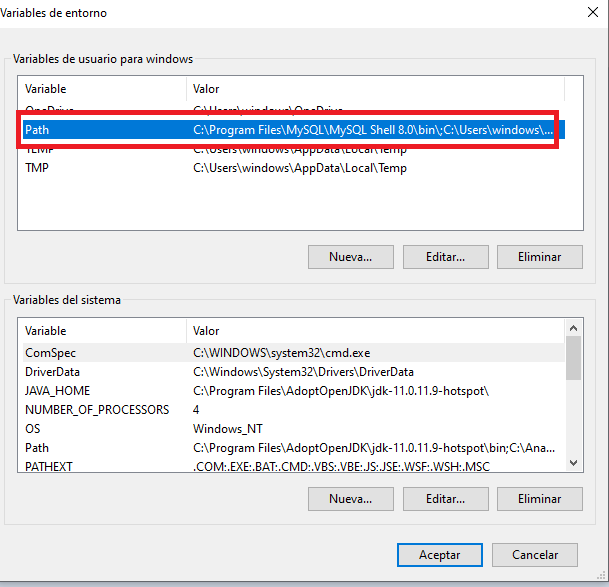 Variables de entorno
Variables de usuario para windows
Variable Valor
OneDrive C:\Users\windows\OneDrive
Path C:\Program Files\MySQL\MySQL Shell 8.0\bin\;C:\Users\windows\...
TEMP C:\Users\windows\AppData\Local\Temp
TMP C:\Users\windows\AppData\Local\Temp
Nueva... Editar... Eliminar
Variables del sistema
Variable Valor
ComSpec C:\WINDOWS\system32\cmd.exe
DriverData C:\Windows\System32\Drivers\DriverData
JAVA_HOME C:\Program Files\AdoptOpenJDK\jdk-11.0.11.9-hotspot\
NUMBER_OF_PROCESSORS 4
OS Windows_NT
Path C:\Program Files\AdoptOpenJDK\jdk-11.0.11.9-hotspot\bin;C:\Ana...
PATHEXT .COM;.EXE;.BAT;.CMD;.VBS;.VBE;.JS;.JSE;.WSF;.WSH;.MSC
Nueva... Editar... Eliminar
Aceptar Cancelar